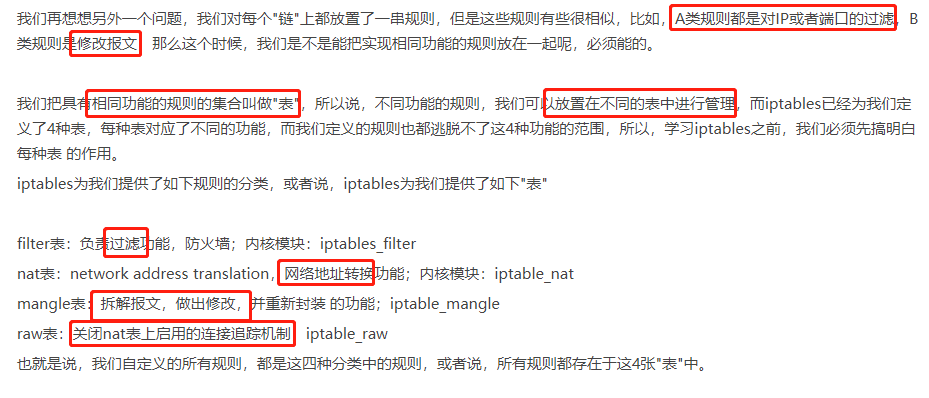 我们再想想另外一个问题，我们对每个"链"上都放置了一串规则，但是这些规则有些很相似，比如，A类规则都是对IP或者端口的过滤，B
类规则是修改报文 那么这个时候，我们是不是能把实现相同功能的规则放在一起呢，必须能的。
我们把具有相同功能的规则的集合叫做"表"，所以说，不同功能的规则，我们可以放置在不同的表中进行管理，而iptables已经为我们定
义了4种表，每种表对应了不同的功能，而我们定义的规则也都逃脱不了这4种功能的范围，所以，学习iptables之前，我们必须先搞明白
每种表 的作用。
iptables为我们提供了如下规则的分类，或者说，iptables为我们提供了如下"表"
filter表：负责过滤功能，防火墙；内核模块：iptables_filter
nat表：network address translation，网络地址转换功能；内核模块：iptable_nat
mangle表：拆解报文，做出修改，并重新封装 的功能；iptable_mangle
raw表：关闭nat表上启用的连接追踪机制 iptable_raw
也就是说，我们自定义的所有规则，都是这四种分类中的规则，或者说，所有规则都存在于这4张"表"中。